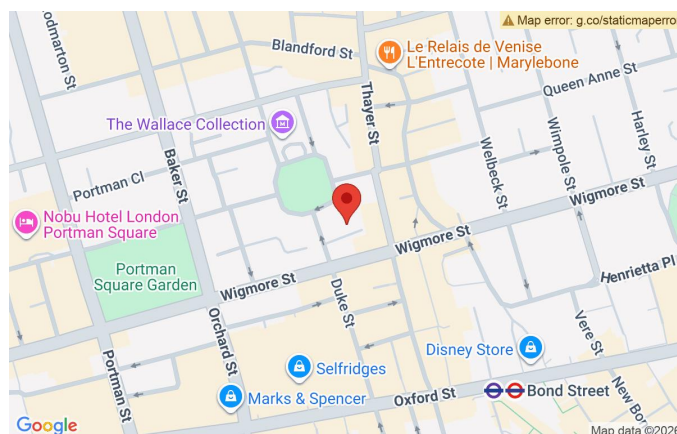 Map error: g.co/staticmaperro
odmarton St
Blandford St
Le Relais de Venise
L'Entrecote | Marylebone
Queen Anne St
Thayer St
The Wallace Collection
Baker St
Welbeck St
Wimpole St
Harley St
Portman Cl
Nobu Hotel London
Portman Square
Wigmore St
Wigmore St
Portman
Square Garden
Henrietta Pl
Wigmore St
Duke St
Orchard St
Vere St
Disney Store
Portman St
Selfridges
Oxford St
Bond Street
New Bo
Marks & Spencer
Google
Map data ©2026